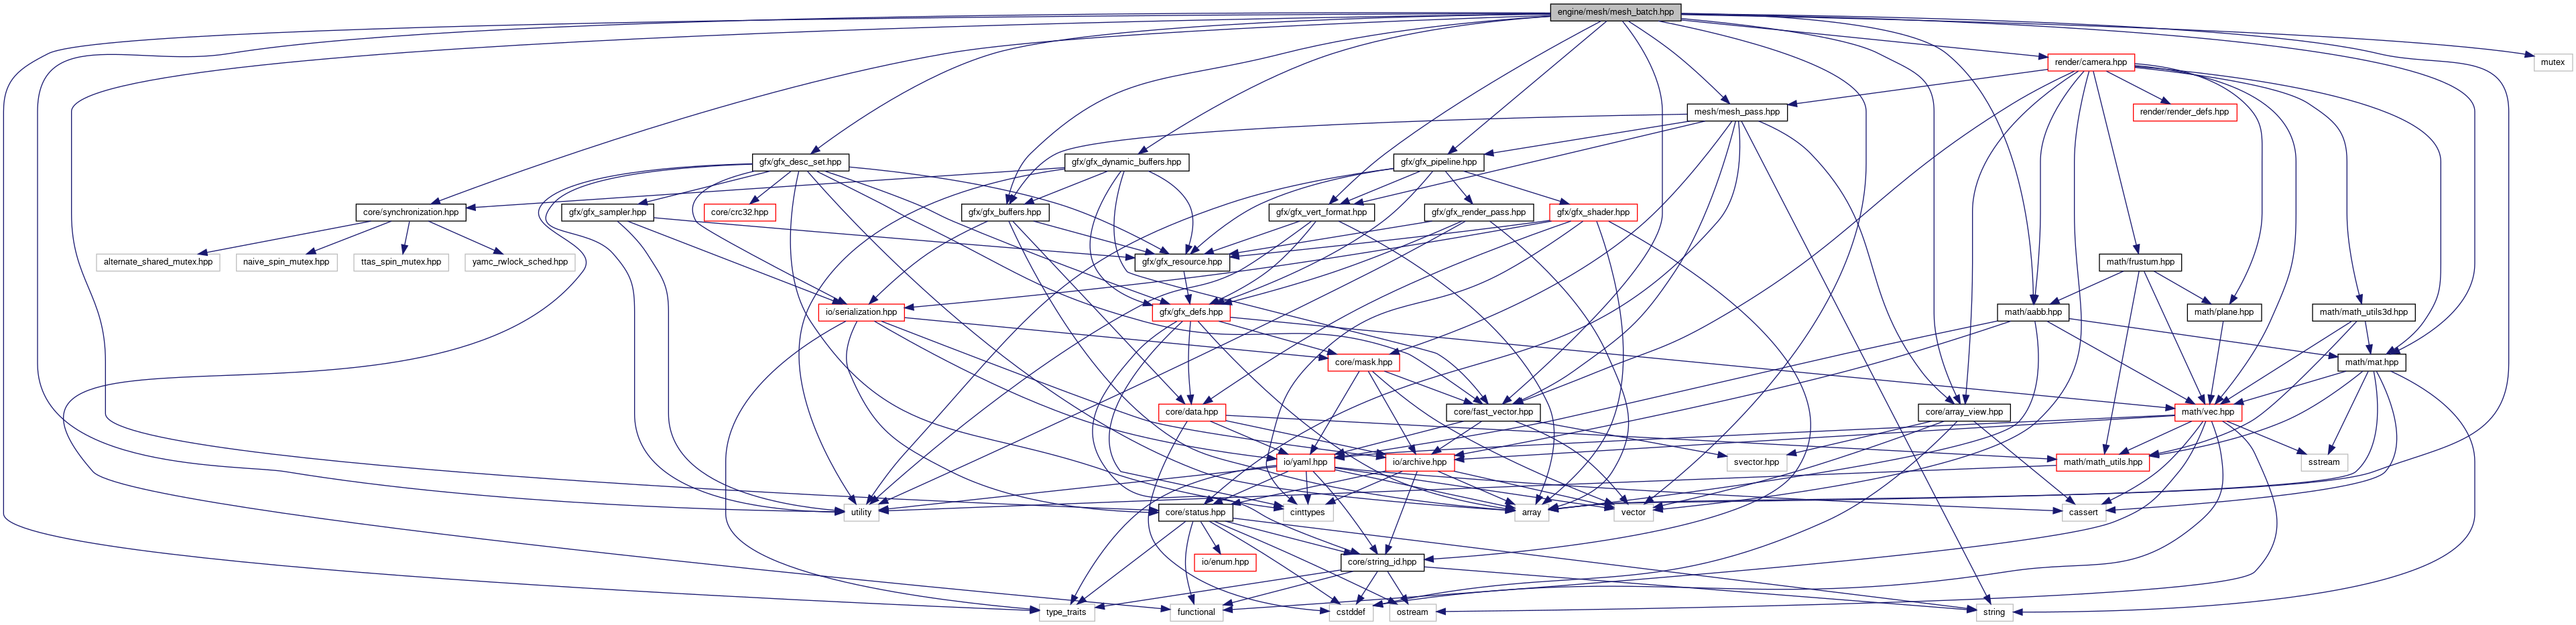 engine/mesh/mesh_batch.hpp
render/camera.hpp
mutex
mesh/mesh_pass.hpp
render/render_defs.hpp
gfx/gfx_desc_set.hpp
gfx/gfx_dynamic_buffers.hpp
gfx/gfx_pipeline.hpp
core/synchronization.hpp
gfx/gfx_sampler.hpp
core/crc32.hpp
gfx/gfx_buffers.hpp
gfx/gfx_vert_format.hpp
gfx/gfx_render_pass.hpp
gfx/gfx_shader.hpp
alternate_shared_mutex.hpp
naive_spin_mutex.hpp
ttas_spin_mutex.hpp
yamc_rwlock_sched.hpp
gfx/gfx_resource.hpp
math/frustum.hpp
io/serialization.hpp
gfx/gfx_defs.hpp
math/aabb.hpp
math/plane.hpp
math/math_utils3d.hpp
core/mask.hpp
math/mat.hpp
core/data.hpp
core/fast_vector.hpp
core/array_view.hpp
math/vec.hpp
io/yaml.hpp
io/archive.hpp
svector.hpp
math/math_utils.hpp
sstream
utility
core/status.hpp
cinttypes
array
vector
cassert
io/enum.hpp
core/string_id.hpp
type_traits
functional
cstddef
ostream
string